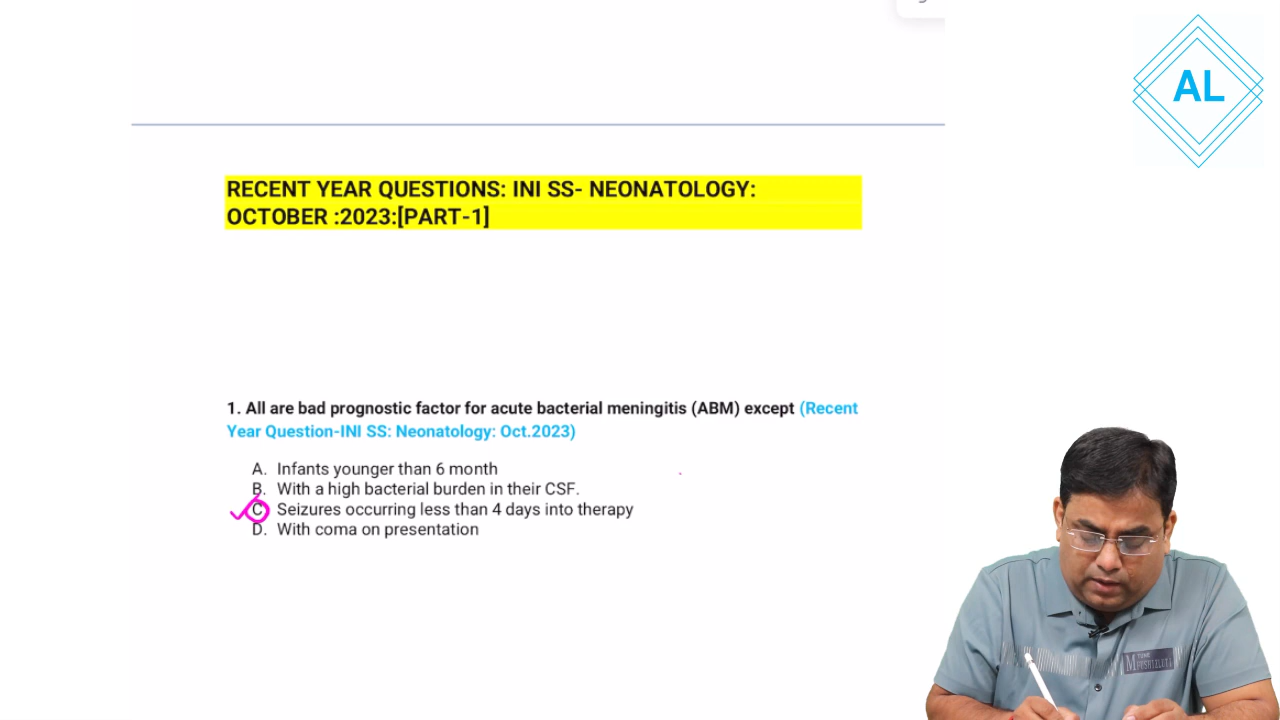 AL
RECENT YEAR QUESTIONS: INI SS- NEONATOLOGY:
OCTOBER :2023:[PART-1]
1. All are bad prognostic factor for acute bacterial meningitis (ABM) except (Recent
Year Question-INI SS: Neonatology: Oct.2023)
A. Infants younger than 6 month
B. With a high bacterial burden in their CSF.
C. Seizures occurring less than 4 days into therapy
D. With coma on presentation